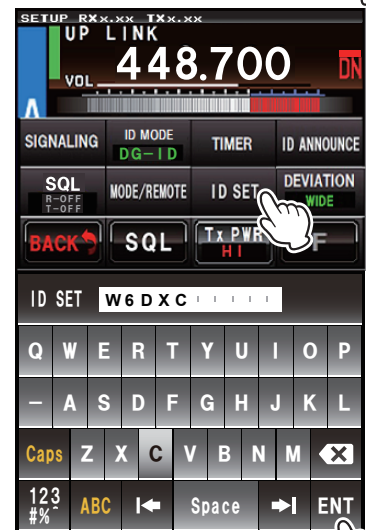 SETUP RXx.xx TXx.xx
UP LINK
VOL 448.700 DN
A
SIGNALING ID MODE TIMER ID ANNOUNCE
DG-ID
SQL MODE/REMOTE ID SET DEVIATION
R-OFF WIDE
T-OFF
BACK SQL Tx PWR F
HI
ID SET W6DXC
Q W E R T Y U I O P
- A S D F G H J K L
Caps Z X C V B N M
123 ABC Space ENT
#%^